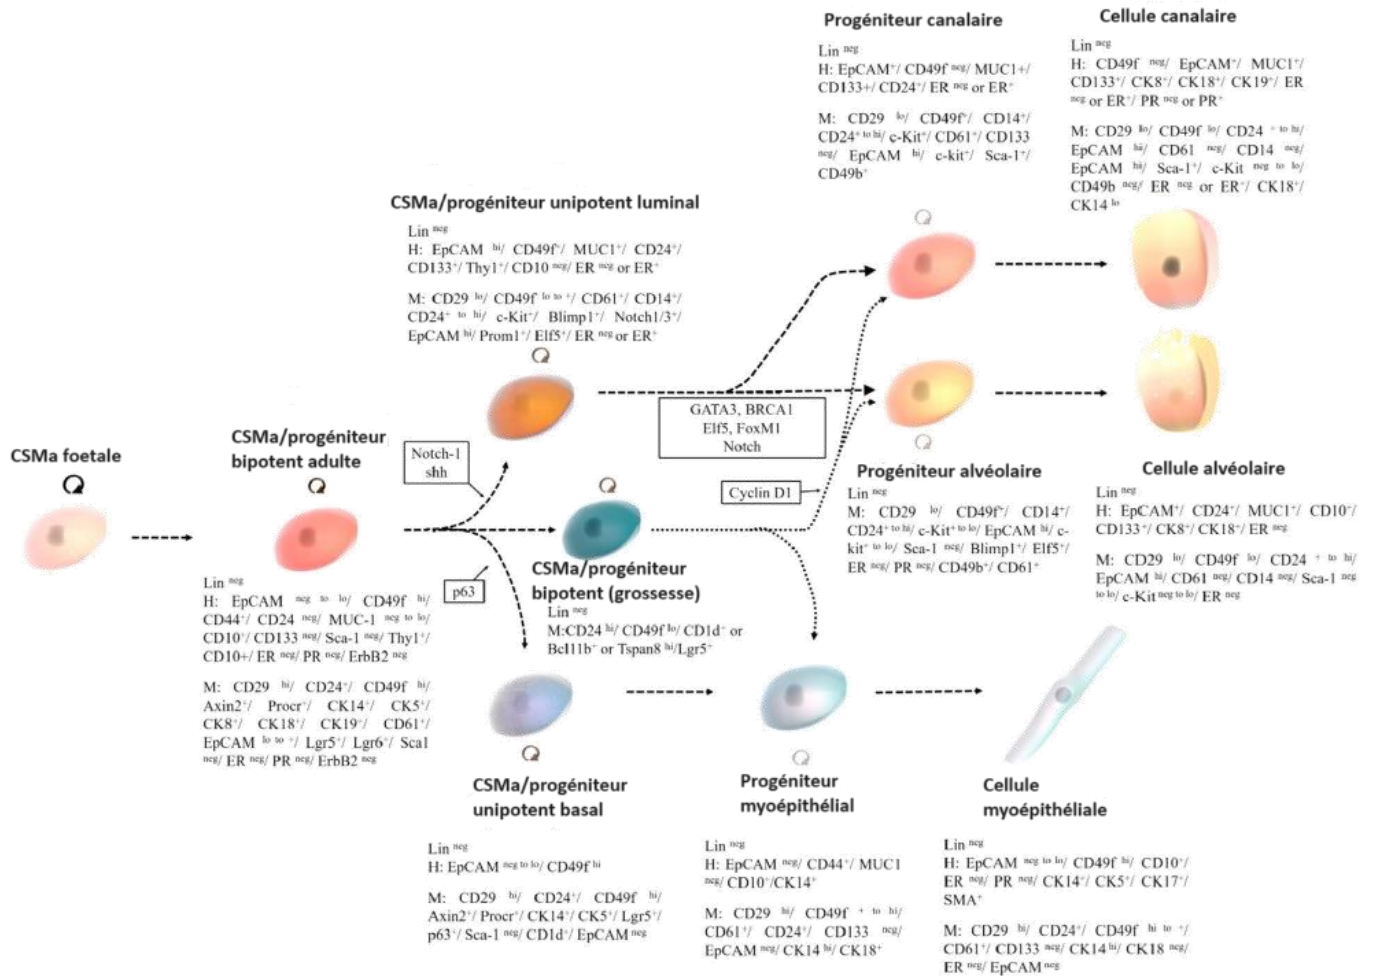 Progéniteur canalaire
Lin neg
H: EpCAM+/ CD49f neg/ MUC1+/
CD133+/ CD24+/ ER neg or ER+
M: CD29 lo/ CD49f+/ CD14+/
CD24+ to hi/ c-Kit+/ CD61+/ CD133
neg/ EpCAM hi/ c-kit+/ Sca-1+/
CD49b+
Cellule canalaire
Lin neg
H: CD49f neg/ EpCAM+/ MUC1+/
CD133+/ CK8+/ CK18+/ CK19+/ ER
neg or ER+/ PR neg or PR+
M: CD29 lo/ CD49f lo/ CD24 + to hi/
EpCAM hi/ CD61 neg/ CD14 neg/
EpCAM hi/ Sca-1+/ c-Kit neg to lo/
CD49b neg/ ER neg or ER+/ CK18+/
CK14 lo
CSMa/progéniteur unipotent luminal
Lin neg
H: EpCAM hi/ CD49f+/ MUC1+/ CD24+/
CD133+/ Thy1+/ CD10 neg/ ER neg or ER+
M: CD29 lo/ CD49f lo to +/ CD61+/ CD14+/
CD24+ to hi/ c-Kit+/ Blimp1+/ Notch1/3+/
EpCAM hi/ Prom1+/ Elf5+/ ER neg or ER+
GATA3, BRCA1
Elf5, FoxM1
Notch
CSMa foetale
CSMa/progéniteur
bipotent adulte
Notch-1
shh
Cyclin D1
p63
Lin neg
H: EpCAM neg to lo/ CD49f hi/
CD44+/ CD24 neg/ MUC-1 neg to lo/
CD10+/ CD133 neg/ Sca-1 neg/ Thy1+/
CD10+/ ER neg/ PR neg/ ErbB2 neg
M: CD29 hi/ CD24+/ CD49f hi/
Axin2+/ Procr+/ CK14+/ CK5+/
CK8+/ CK18+/ CK19+/ CD61+/
EpCAM lo to +/ Lgr5+/ Lgr6+/ Sca1
neg/ ER neg/ PR neg/ ErbB2 neg
CSMa/progéniteur
bipotent (grossesse)
Lin neg
M:CD24 hi/ CD49f lo/ CD1d+ or
Bcl11b+ or Tspan8 hi/Lgr5+
Progéniteur alvéolaire
Lin neg
M: CD29 lo/ CD49f+/ CD14+/
CD24+ to hi/ c-Kit+ to lo/ EpCAM hi/ c-
kit+ to lo/ Sca-1 neg/ Blimp1+/ Elf5+/
ER neg/ PR neg/ CD49b+/ CD61+
Cellule alvéolaire
Lin neg
H: EpCAM+/ CD24+/ MUC1+/ CD10-/
CD133+/ CK8+/ CK18+/ ER neg
M: CD29 lo/ CD49f lo/ CD24 + to hi/
EpCAM hi/ CD61 neg/ CD14 neg/ Sca-1 neg
to lo/ c-Kit neg to lo/ ER neg
CSMa/progéniteur
unipotent basal
Lin neg
H: EpCAM neg to lo/ CD49f hi
M: CD29 hi/ CD24+/ CD49f hi/
Axin2+/ Procr+/ CK14+/ CK5+/ Lgr5+/
p63+/ Sca-1 neg/ CD1d+/ EpCAM neg
Progéniteur
myoépithélial
Lin neg
H: EpCAM neg/ CD44+/ MUC1
neg/ CD10+/CK14+
M: CD29 hi/ CD49f + to hi/
CD61+/ CD24+/ CD133 neg/
EpCAM neg/ CK14 hi/ CK18+
Cellule
myoépithéliale
Lin neg
H: EpCAM neg to lo/ CD49f hi/ CD10+/
ER neg/ PR neg/ CK14+/ CK5+/ CK17+/
SMA+
M: CD29 hi/ CD24+/ CD49f hi to +/
CD61+/ CD133 neg/ CK14 hi/ CK18 neg/
ER neg/ EpCAM neg